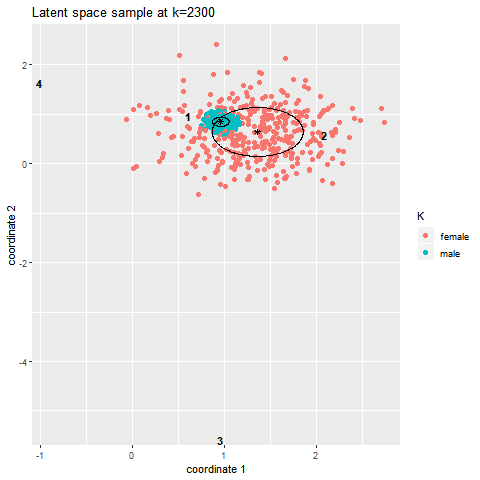 Latent space sample at k=2300
coordinate 2
2
0
-2
-4
4
1
2
3
-1
0
1
2
coordinate 1
K
female
male